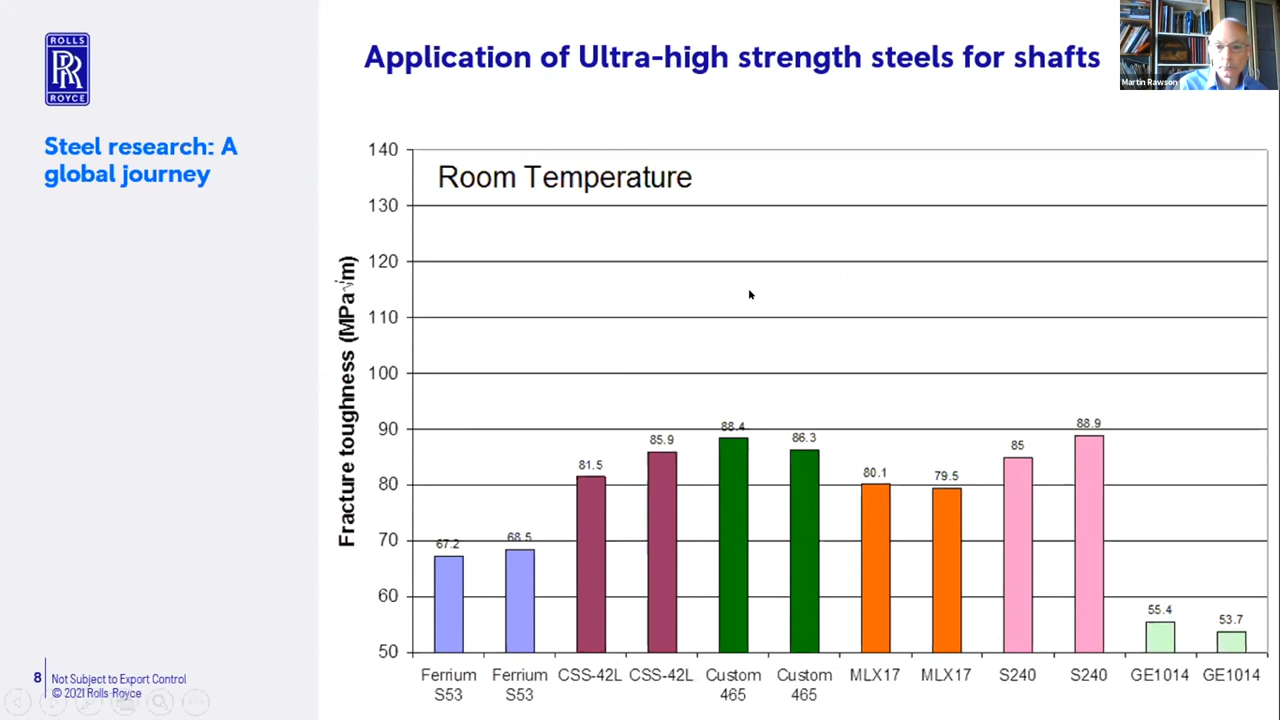 ROLLS
RR
ROYCE
Application of Ultra-high strength steels for shafts
Martin Rawson
Steel research: A
global journey
Room Temperature
Fracture toughness (MPa√m)
140
130
120
110
100
90
80
70
60
50
67.2
68.5
81.5
85.9
88.4
86.3
80.1
79.5
85
88.9
55.4
53.7
Ferrium S53
Ferrium S53
CSS-42L
CSS-42L
Custom 465
Custom 465
MLX17
MLX17
S240
S240
GE1014
GE1014
8
Not Subject to Export Control
© 2021 Rolls-Royce